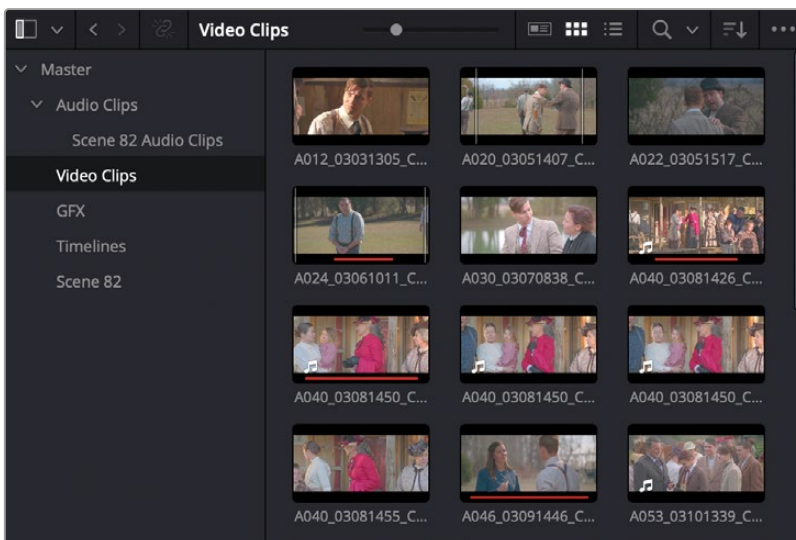 Video Clips
Master
Audio Clips
Scene 82 Audio Clips
Video Clips
GFX
Timelines
Scene 82
A012_03031305_C...
A020_03051407_C...
A022_03051517_C...
A024_03061011_C...
A030_03070838_C...
A040_03081426_C...
A040_03081450_C...
A040_03081450_C...
A040_03081450_C...
A040_03081455_C...
A046_03091446_C...
A053_03101339_C...